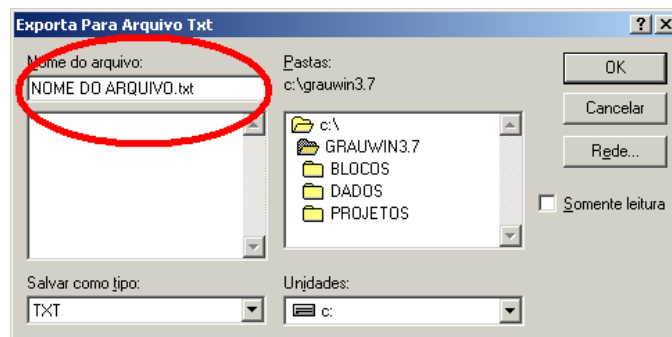 Exporta Para Arquivo Txt
Nome do arquivo:
NOME DO ARQUIVO.txt
Pastas:
c:\grauwin3.7
c:\
GRAUWIN3.7
BLOCOS
DADOS
PROJETOS
OK
Cancelar
Rede...
Somente leitura
Salvar como tipo:
TXT
Unidades:
c: